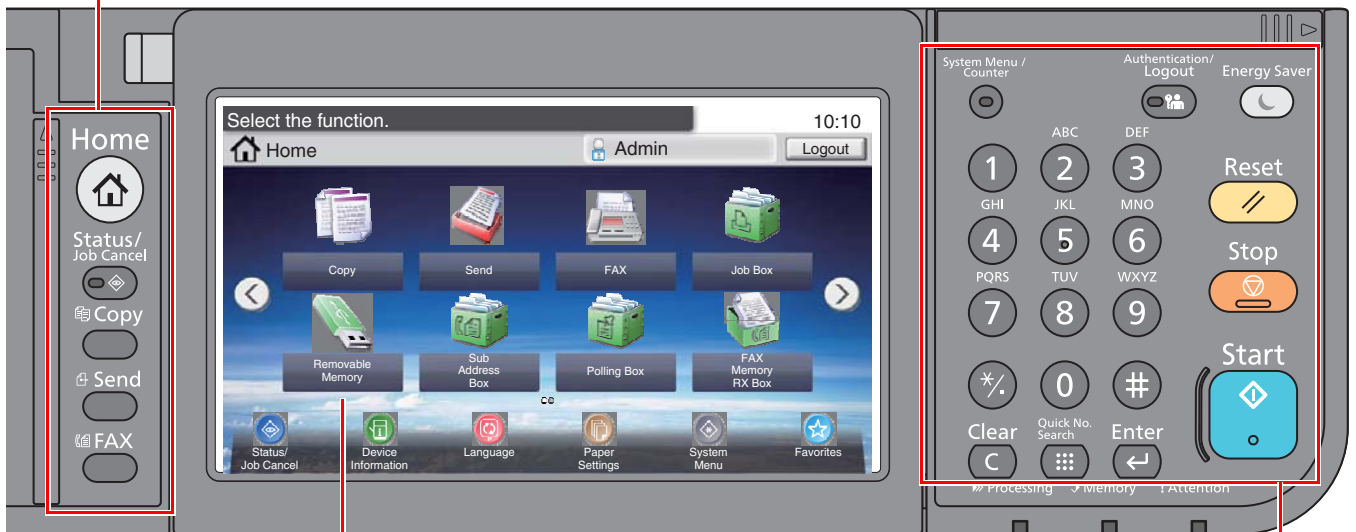 Home
Status/
Job Cancel
Copy
Send
FAX
Select the function.
10:10
Home
Admin
Logout
Copy
Send
FAX
Job Box
Removable
Memory
Sub
Address
Box
Polling Box
FAX
Memory
RX Box
Status/
Job Cancel
Device
Information
Language
Paper
Settings
System
Menu
Favorites
System Menu /
Counter
Authentication/
Logout
Energy Saver
ABC
DEF
1
2
3
GHI
JKL
MNO
4
5
6
PQRS
TUV
WXYZ
7
8
9
*/.
0
#
Clear
Quick No.
Search
Enter
C
Reset
Stop
Start
Processing
Memory
! Attention